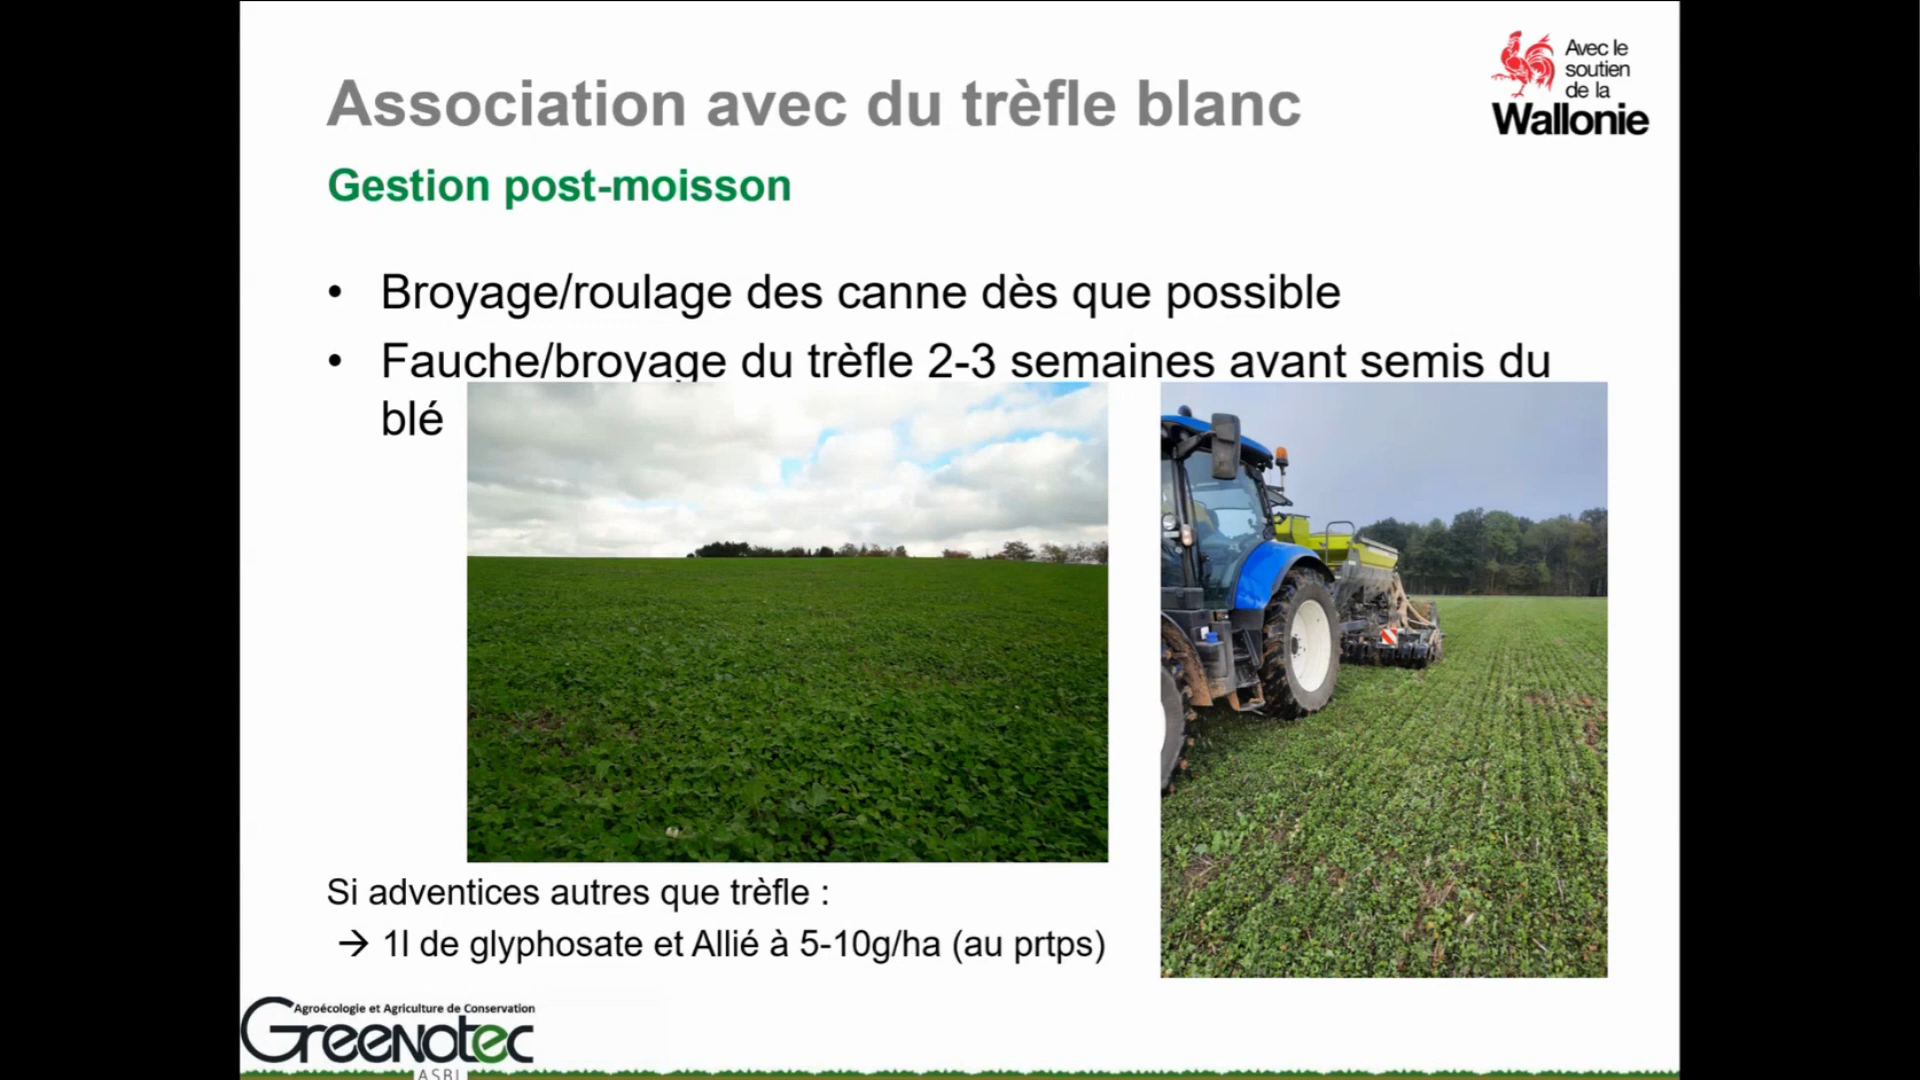 Association avec du trèfle blanc
Avec le
soutien
de la
Wallonie
Gestion post-moisson
• Broyage/roulage des canne dès que possible
• Fauche/broyage du trèfle 2-3 semaines avant semis du
blé
Si adventices autres que trèfle :
→ 1l de glyphosate et Allié à 5-10g/ha (au prtps)
Agroécologie et Agriculture de Conservation
Greenotec
ASBL